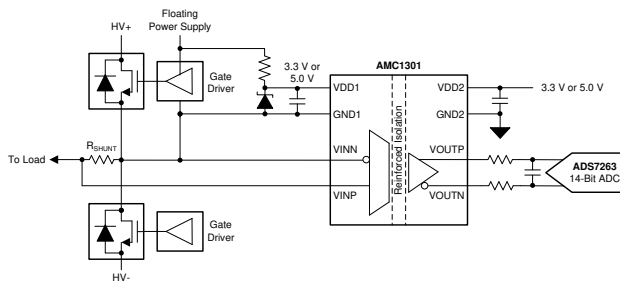 Floating
Power Supply
HV+
Gate
Driver
3.3 V or
5.0 V
AMC1301
VDD1
VDD2
3.3 V or 5.0 V
GND1
GND2
Reinforced Isolation
RSHUNT
To Load
VINN
VOUTP
VINP
VOUTN
ADS7263
14-Bit ADC
Gate
Driver
HV-